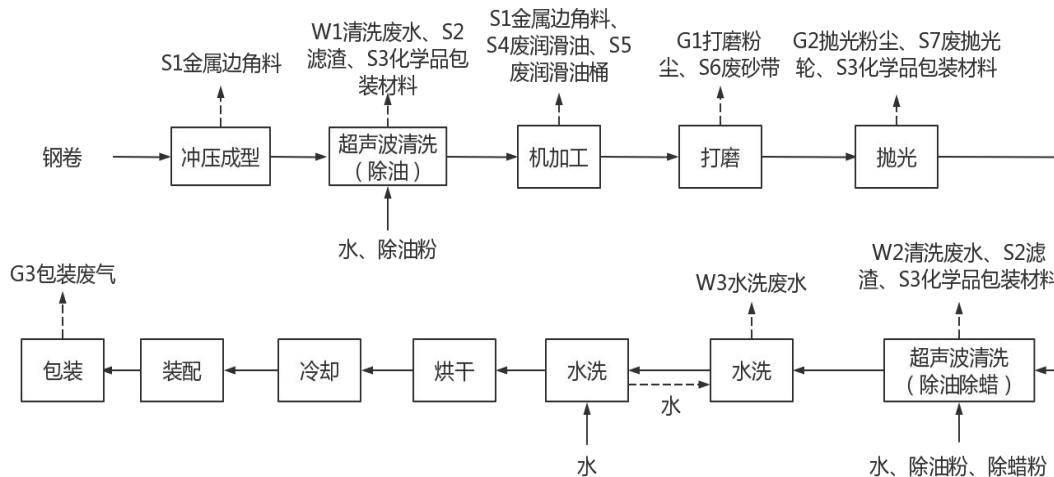 S1金属边角料
W1清洗废水、S2
滤渣、S3化学品包
装材料
S1金属边角料、
S4废润滑油、S5
废润滑油桶
G1打磨粉
尘、S6废砂带
G2抛光粉尘、S7废抛光
轮、S3化学品包装材料
钢卷
冲压成型
超声波清洗
（除油）
机加工
打磨
抛光
水、除油粉
G3包装废气
W3水洗废水
W2清洗废水、S2滤
渣、S3化学品包装材料
包装
装配
冷却
烘干
水洗
水洗
超声波清洗
（除油除蜡）
水
水
水、除油粉、除蜡粉